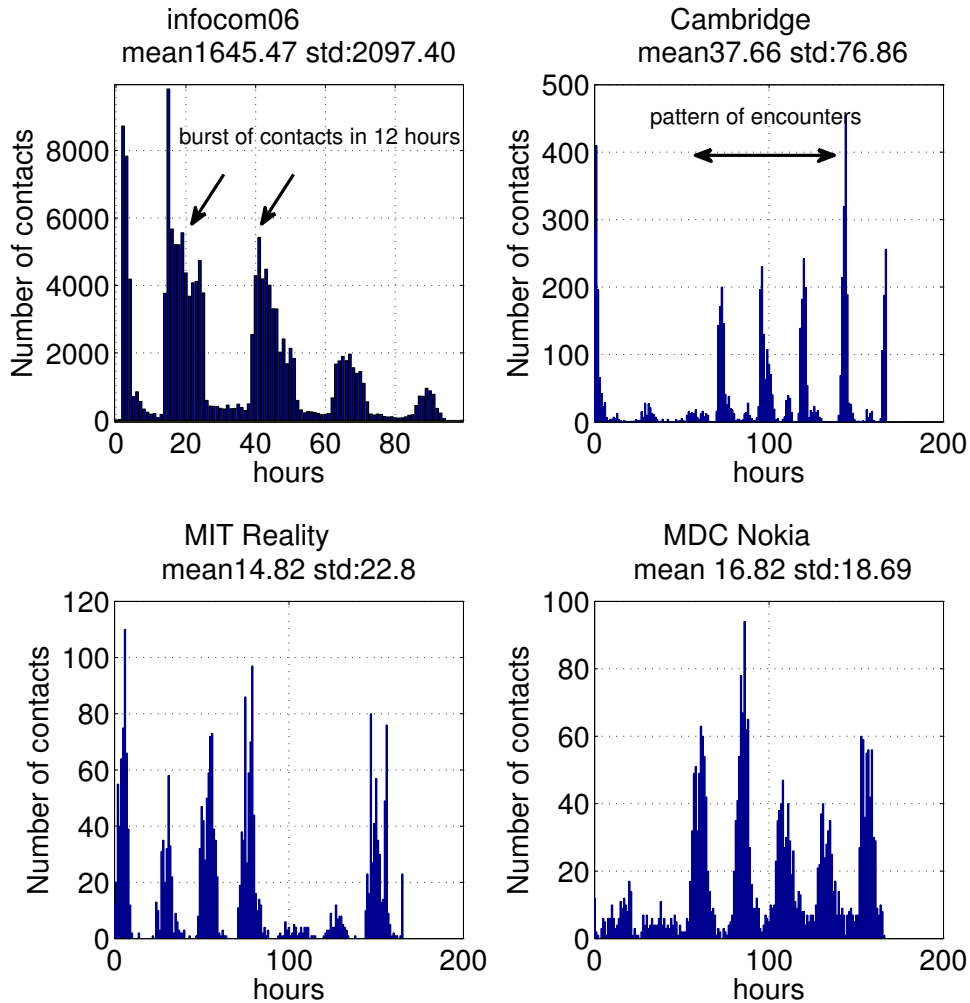 infocom06
mean1645.47 std:2097.40
Number of contacts
8000
6000
4000
2000
0
burst of contacts in 12 hours
0 20 40 60 80
hours
Cambridge
mean37.66 std:76.86
Number of contacts
500
400
300
200
100
0
pattern of encounters
0 100 200
hours
MIT Reality
mean14.82 std:22.8
Number of contacts
120
100
80
60
40
20
0
0 100 200
hours
MDC Nokia
mean 16.82 std:18.69
Number of contacts
100
80
60
40
20
0
0 100 200
hours